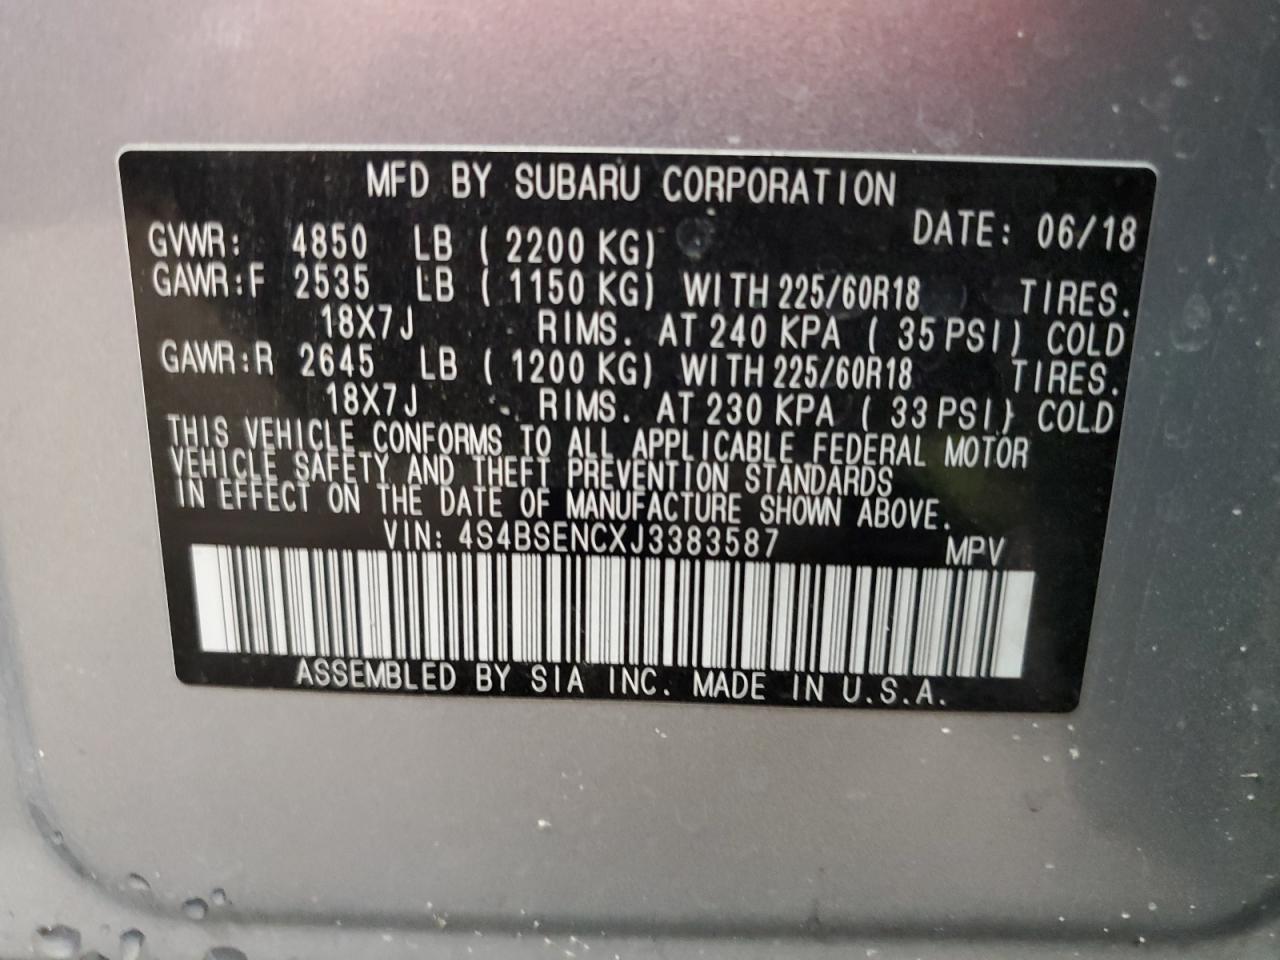 MFD BY SUBARU CORPORATION
DATE: 06/18
GVWR: 4850 LB ( 2200 KG)
GAWR:F 2535 LB ( 1150 KG) WITH 225/60R18 TIRES.
18X7J RIMS. AT 240 KPA ( 35 PSI) COLD
GAWR:R 2645 LB ( 1200 KG) WITH 225/60R18 TIRES.
18X7J RIMS. AT 230 KPA ( 33 PSI) COLD
THIS VEHICLE CONFORMS TO ALL APPLICABLE FEDERAL MOTOR
VEHICLE SAFETY AND THEFT PREVENTION STANDARDS
IN EFFECT ON THE DATE OF MANUFACTURE SHOWN ABOVE.
VIN: 4S4BSENCXJ3383587 MPV
ASSEMBLED BY SIA INC. MADE IN U.S.A.